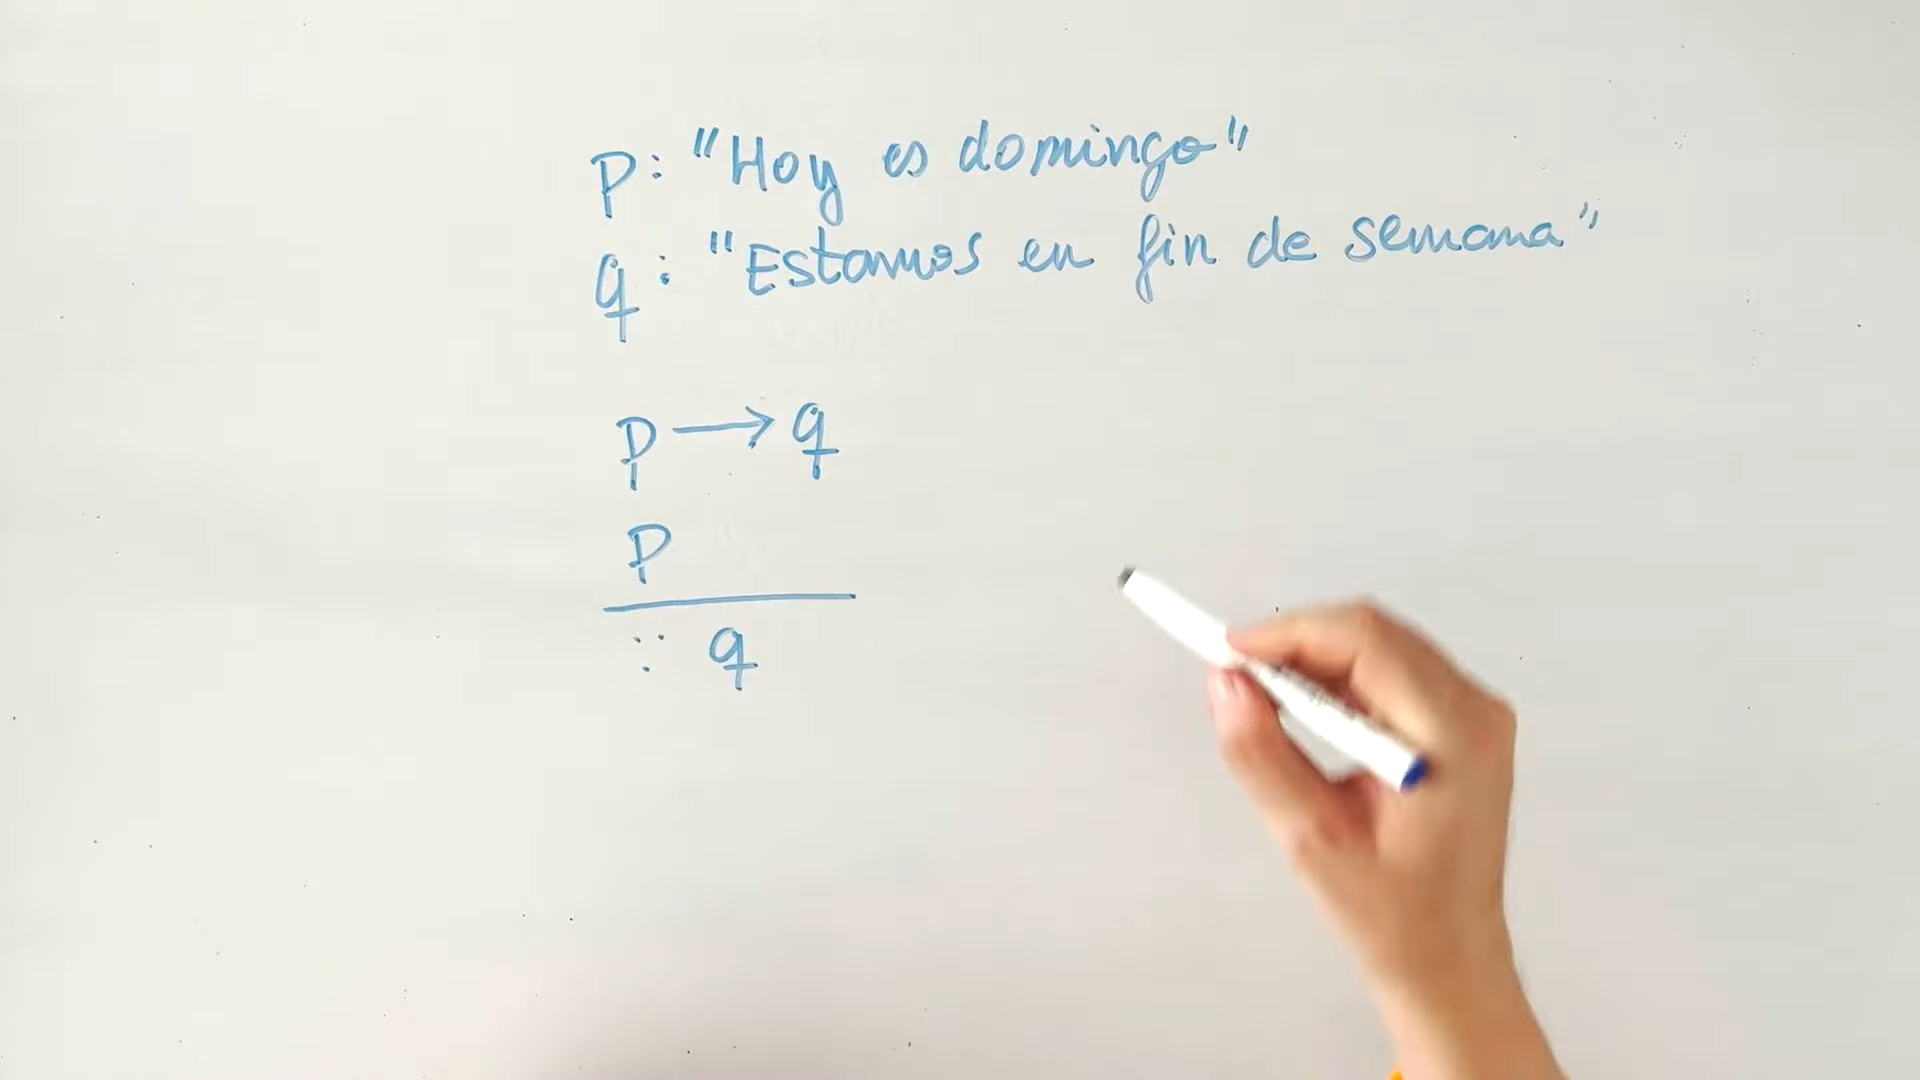 P: "Hoy es domingo"
q: "Estamos en fin de semana"
P → q
P
∵ q